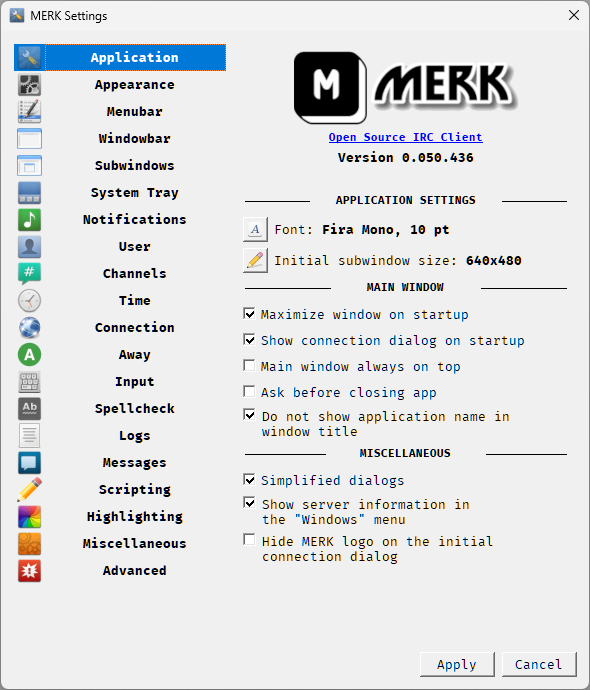 MERK Settings
Application
Appearance
Menubar
Windowbar
Subwindows
System Tray
Notifications
User
Channels
Time
Connection
Away
Input
Spellcheck
Logs
Messages
Scripting
Highlighting
Miscellaneous
Advanced
#
A
Ab
M MERK
Open Source IRC Client
Version 0.050.436
APPLICATION SETTINGS
A Font: Fira Mono, 10 pt
Initial subwindow size: 640x480
MAIN WINDOW
Maximize window on startup
Show connection dialog on startup
Main window always on top
Ask before closing app
Do not show application name in
window title
MISCELLANEOUS
Simplified dialogs
Show server information in
the "Windows" menu
Hide MERK logo on the initial
connection dialog
Apply
Cancel